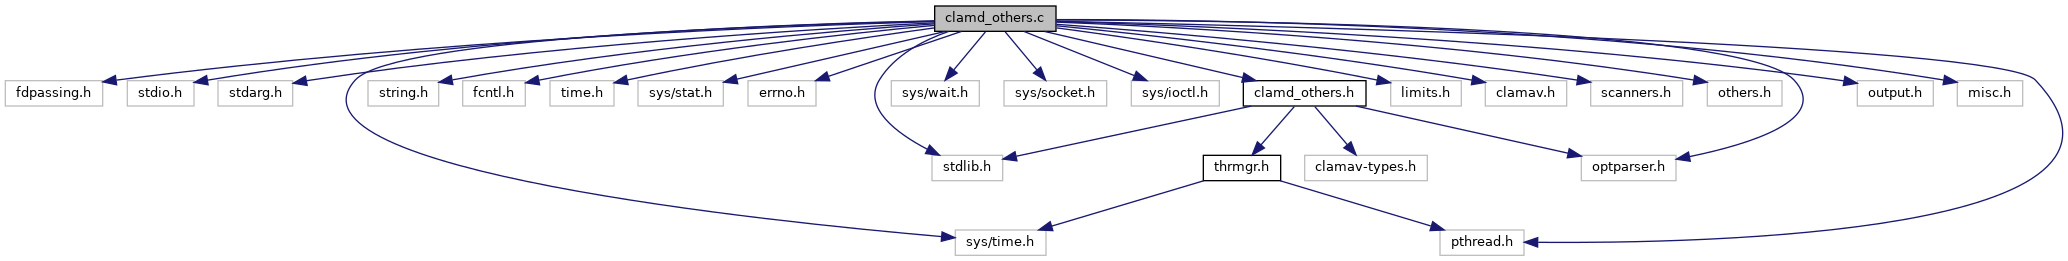 clamd_others.c
fdpassing.h
stdio.h
stdarg.h
string.h
fcntl.h
time.h
sys/stat.h
errno.h
sys/wait.h
sys/socket.h
sys/ioctl.h
clamd_others.h
limits.h
clamav.h
scanners.h
others.h
output.h
misc.h
stdlib.h
thrmgr.h
clamav-types.h
optparser.h
sys/time.h
pthread.h